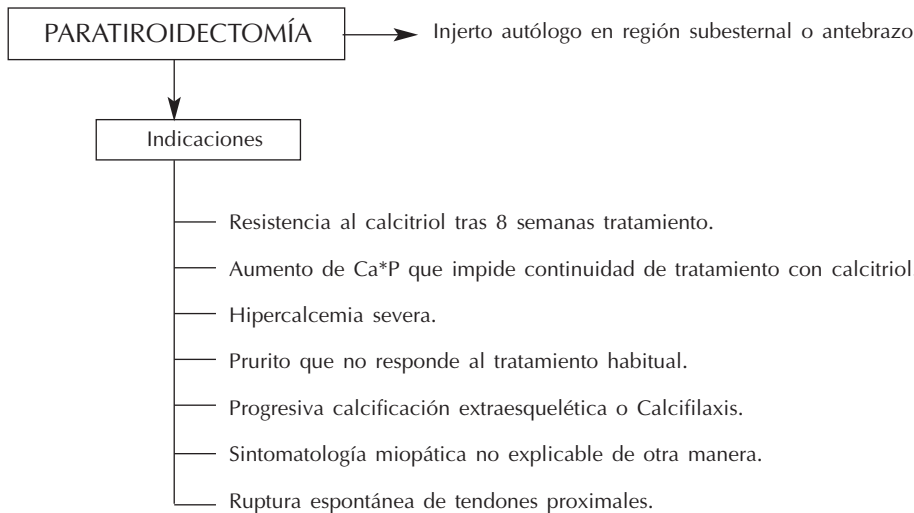 PARATIROIDECTOMÍA
Injerto autólogo en región subesternal o antebrazo
Indicaciones
Resistencia al calcitriol tras 8 semanas tratamiento.
Aumento de Ca*P que impide continuidad de tratamiento con calcitriol
Hipercalcemia severa.
Prurito que no responde al tratamiento habitual.
Progresiva calcificación extraesquelética o Calcifilaxis.
Sintomatología miopática no explicable de otra manera.
Ruptura espontánea de tendones proximales.